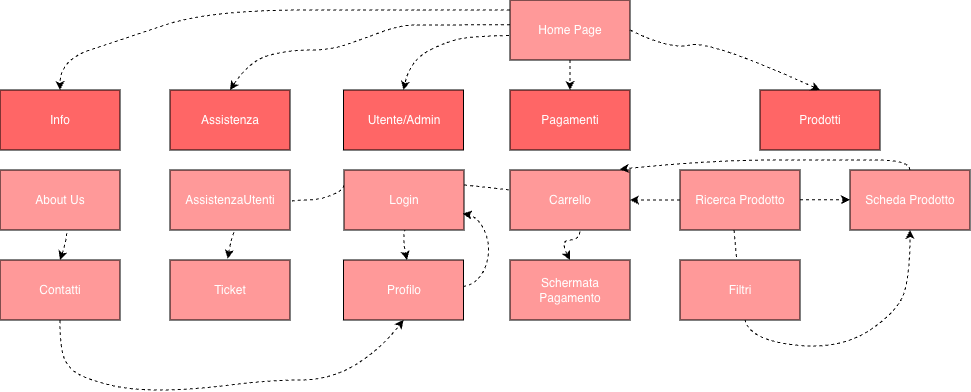 Home Page
Info
Assistenza
Utente/Admin
Pagamenti
Prodotti
About Us
AssistenzaUtenti
Login
Carrello
Ricerca Prodotto
Scheda Prodotto
Contatti
Ticket
Profilo
Schermata
Pagamento
Filtri